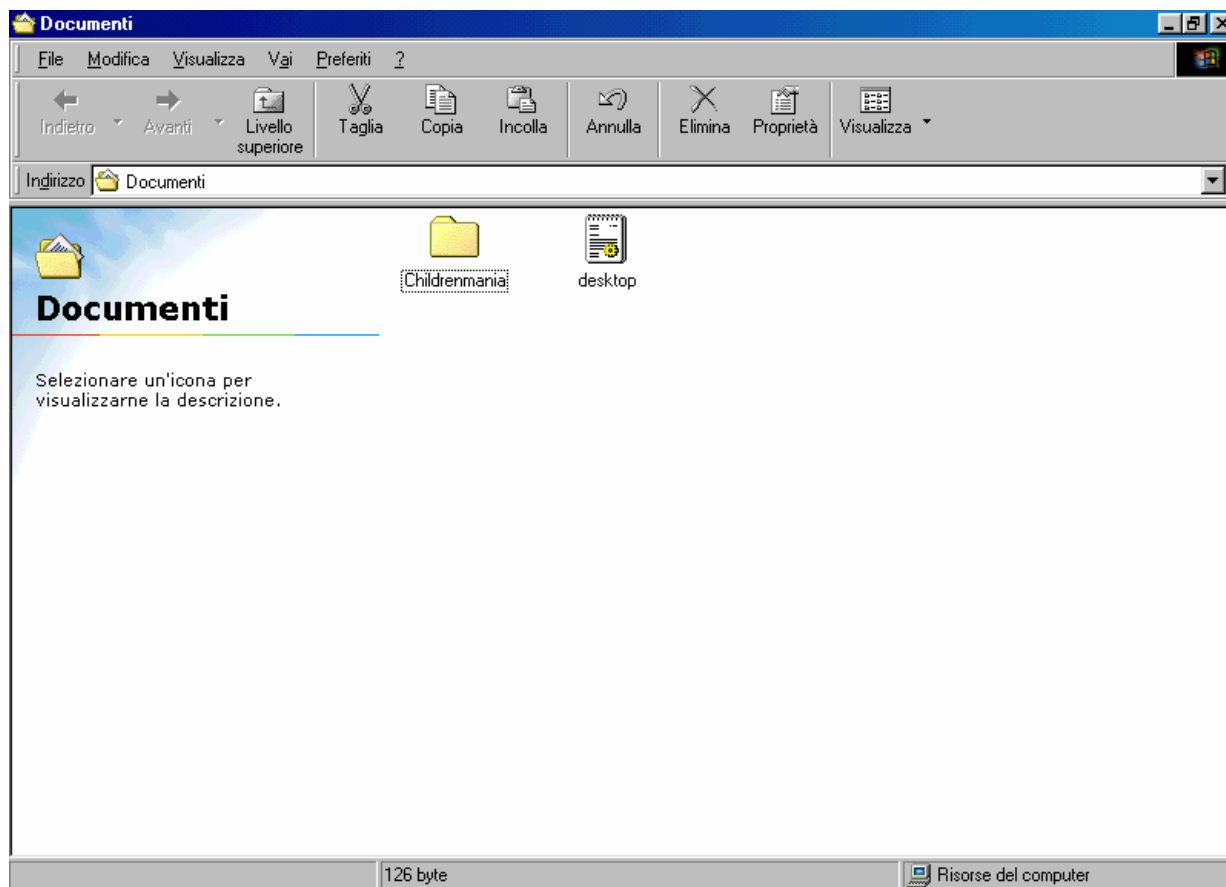 Documenti
File Modifica Visualizza Vai Preferiti ?
Indietro Avanti Livello superiore Taglia Copia Incolla Annulla Elimina Proprietà Visualizza
Indirizzo Documenti
Childrenmania desktop
Documenti
Selezionare un'icona per
visualizzarne la descrizione.
126 byte Risorse del computer